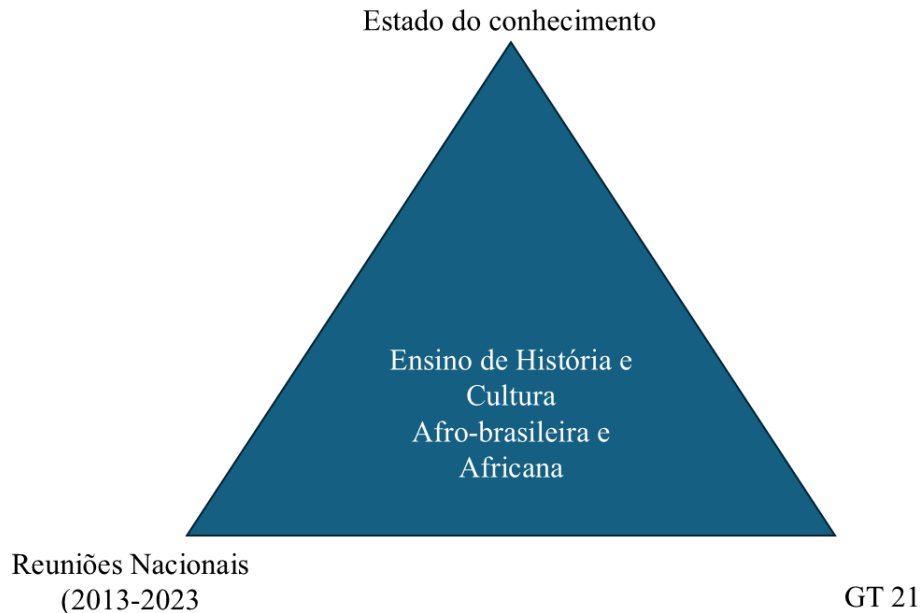 Estado do conhecimento
Ensino de História e
Cultura
Afro-brasileira e
Africana
Reuniões Nacionais
(2013-2023
GT 21